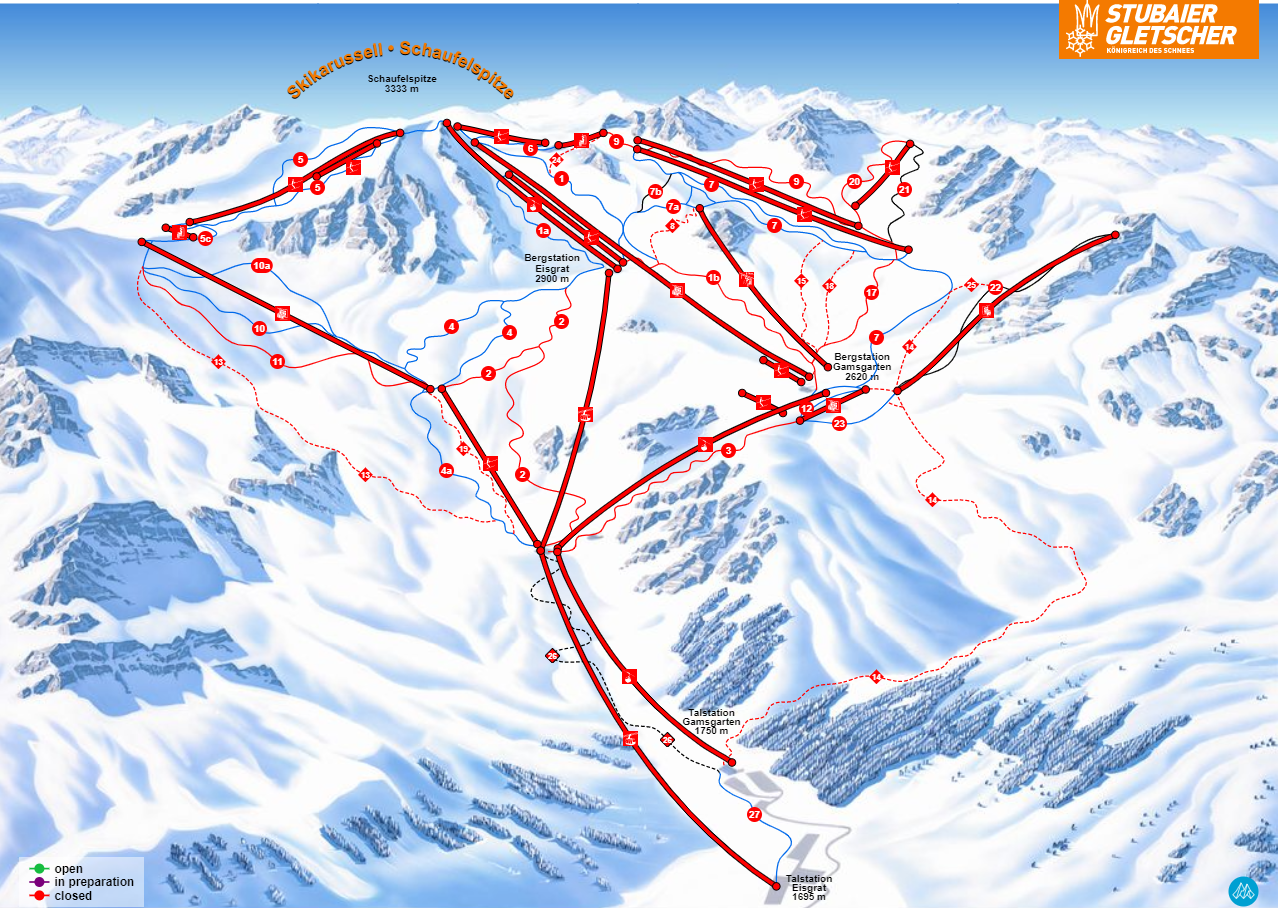 STUBAIER
GLETSCHER
KÖNIGREICH DES SCHNEES
Skikarussell • Schaufelspitze
Schaufelspitze
3333 m
5
5
5c
6
24
9
1
7b
7
9
20
21
7a
8
7
1a
Bergstation
Eisgrat
2900 m
10a
1b
15
18
17
25
22
10
4
4
2
7
14
13
11
2
Bergstation
Gamsgarten
2620 m
12
23
19
3
4a
13
2
14
26
14
Talstation
Gamsgarten
1750 m
26
27
open
in preparation
closed
Talstation
Eisgrat
1695 m